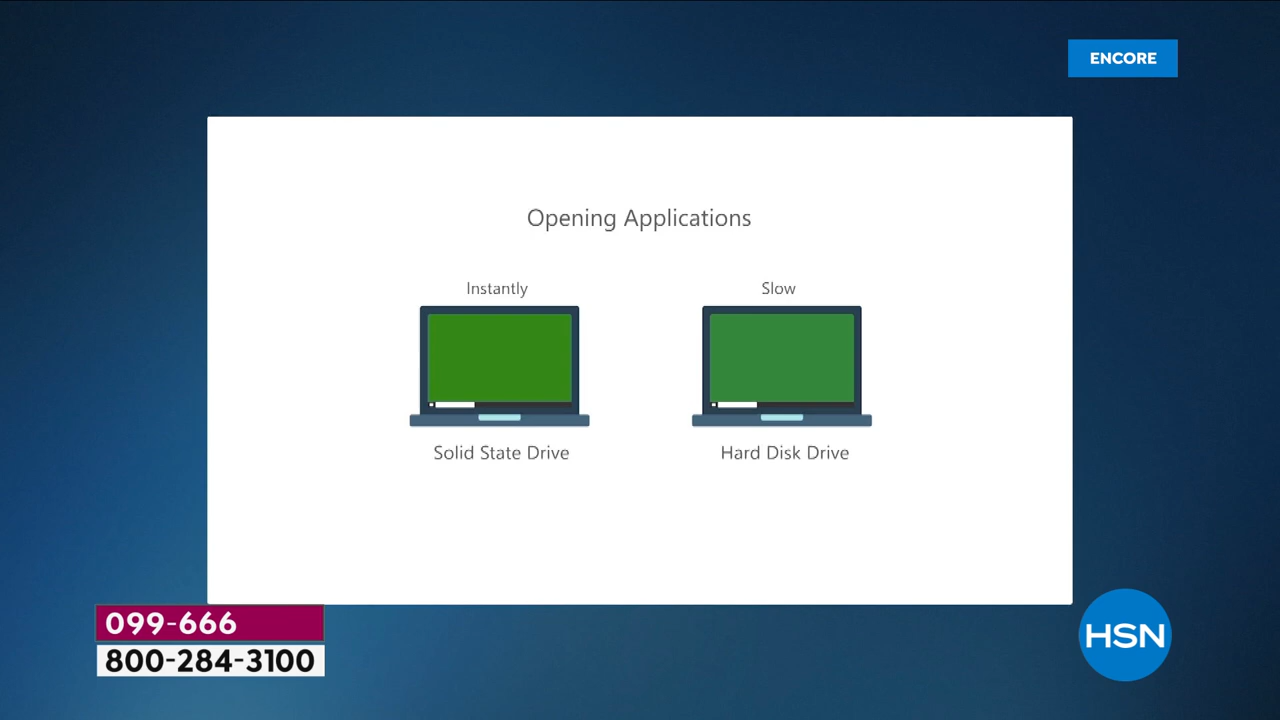 ENCORE
Opening Applications
Instantly
Slow
Solid State Drive
Hard Disk Drive
099-666
800-284-3100
HSN